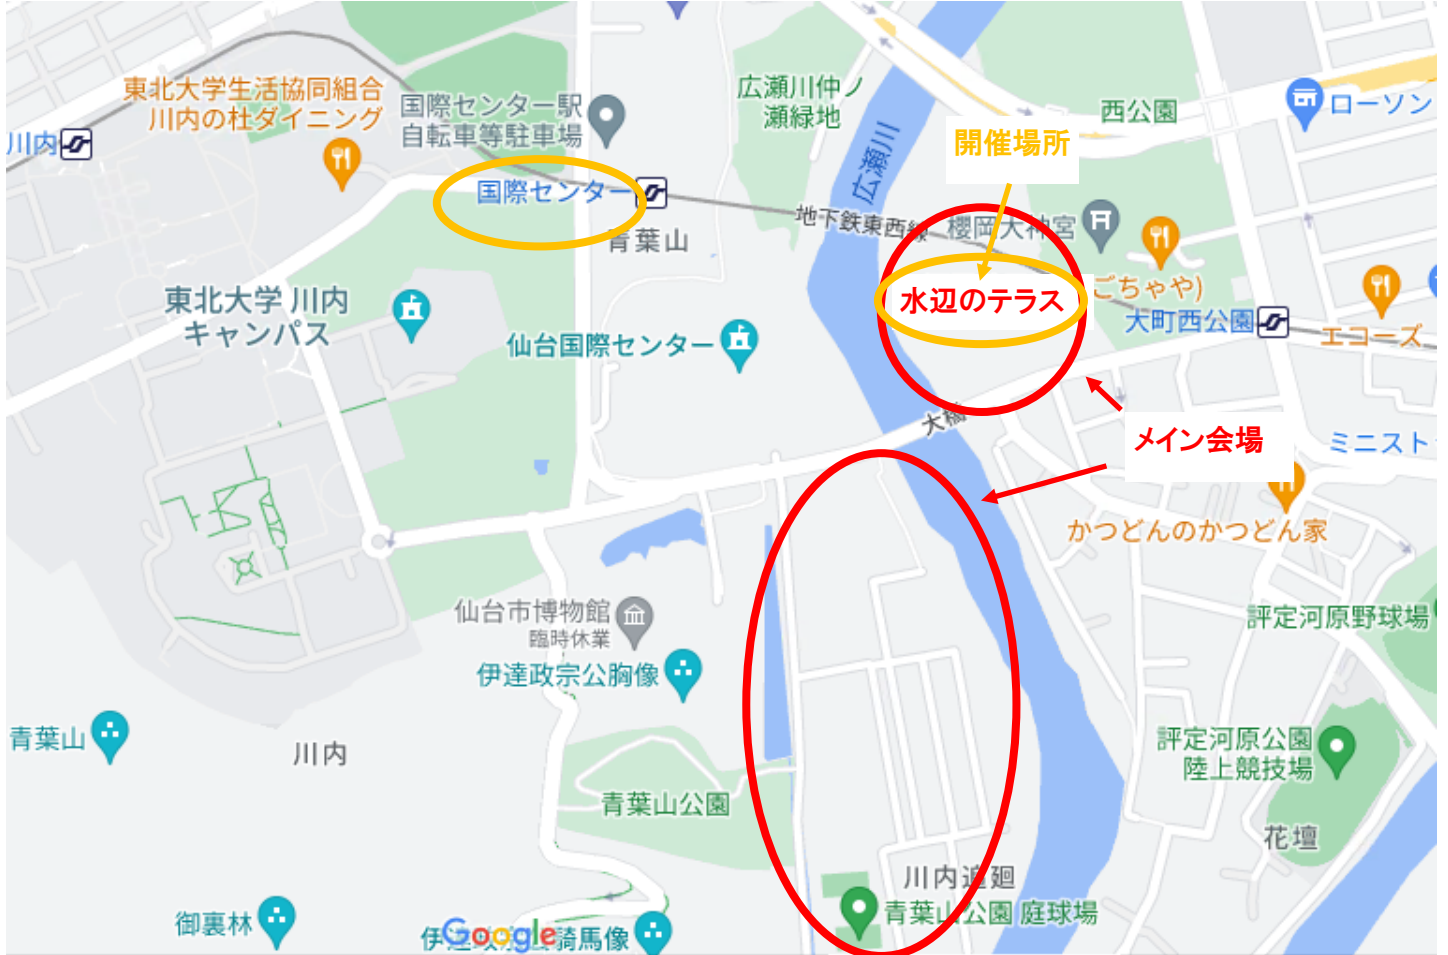 東北大学生活協同組合
川内の杜ダイニング
国際センター駅
自転車等駐車場
広瀬川仲ノ
瀬緑地
西公園
ローソン
川内
開催場所
広瀬川
国際センター
青葉山
地下鉄東西線
櫻岡大神宮
東北大学 川内
キャンパス
水辺のテラス
ごちゃや)
大町西公園
エコーズ
仙台国際センター
大橋
メイン会場
ミニスト
かつどんのかつどん家
仙台市博物館
臨時休業
評定河原野球場
伊達政宗公胸像
青葉山
川内
評定河原公園
陸上競技場
青葉山公園
花壇
川内追廻
青葉山公園 庭球場
御裏林
Google
騎馬像